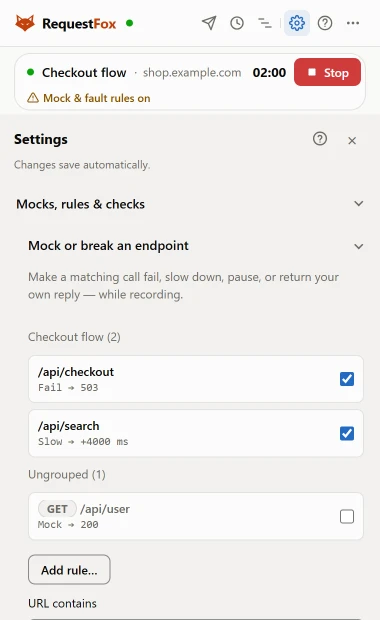 RequestFox
Checkout flow · shop.example.com 02:00 Stop
Mock & fault rules on
Settings
Changes save automatically.
Mocks, rules & checks
Mock or break an endpoint
Make a matching call fail, slow down, pause, or return your
own reply — while recording.
Checkout flow (2)
/api/checkout
Fail → 503
/api/search
Slow → +4000 ms
Ungrouped (1)
GET /api/user
Mock → 200
Add rule...
URL contains